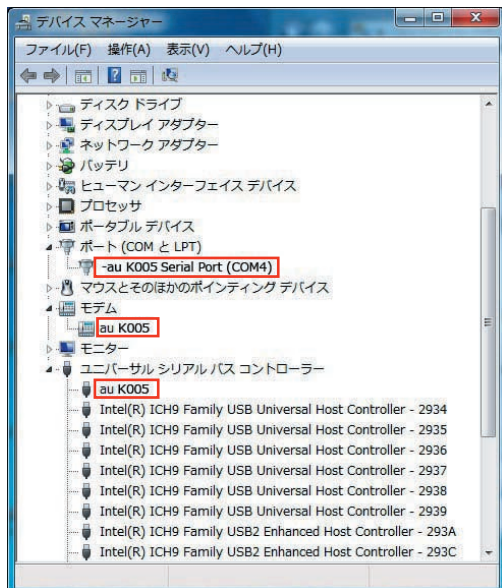 デバイス マネージャー
ファイル(F) 操作(A) 表示(V) ヘルプ(H)
ディスク ドライブ
ディスプレイ アダプター
ネットワーク アダプター
バッテリ
ヒューマン インターフェイス デバイス
プロセッサ
ポータブル デバイス
ポート (COM と LPT)
-au K005 Serial Port (COM4)
マウスとそのほかのポインティング デバイス
モデム
au K005
モニター
ユニバーサル シリアル バス コントローラー
au K005
Intel(R) ICH9 Family USB Universal Host Controller - 2934
Intel(R) ICH9 Family USB Universal Host Controller - 2935
Intel(R) ICH9 Family USB Universal Host Controller - 2936
Intel(R) ICH9 Family USB Universal Host Controller - 2937
Intel(R) ICH9 Family USB Universal Host Controller - 2938
Intel(R) ICH9 Family USB Universal Host Controller - 2939
Intel(R) ICH9 Family USB2 Enhanced Host Controller - 293A
Intel(R) ICH9 Family USB2 Enhanced Host Controller - 293C